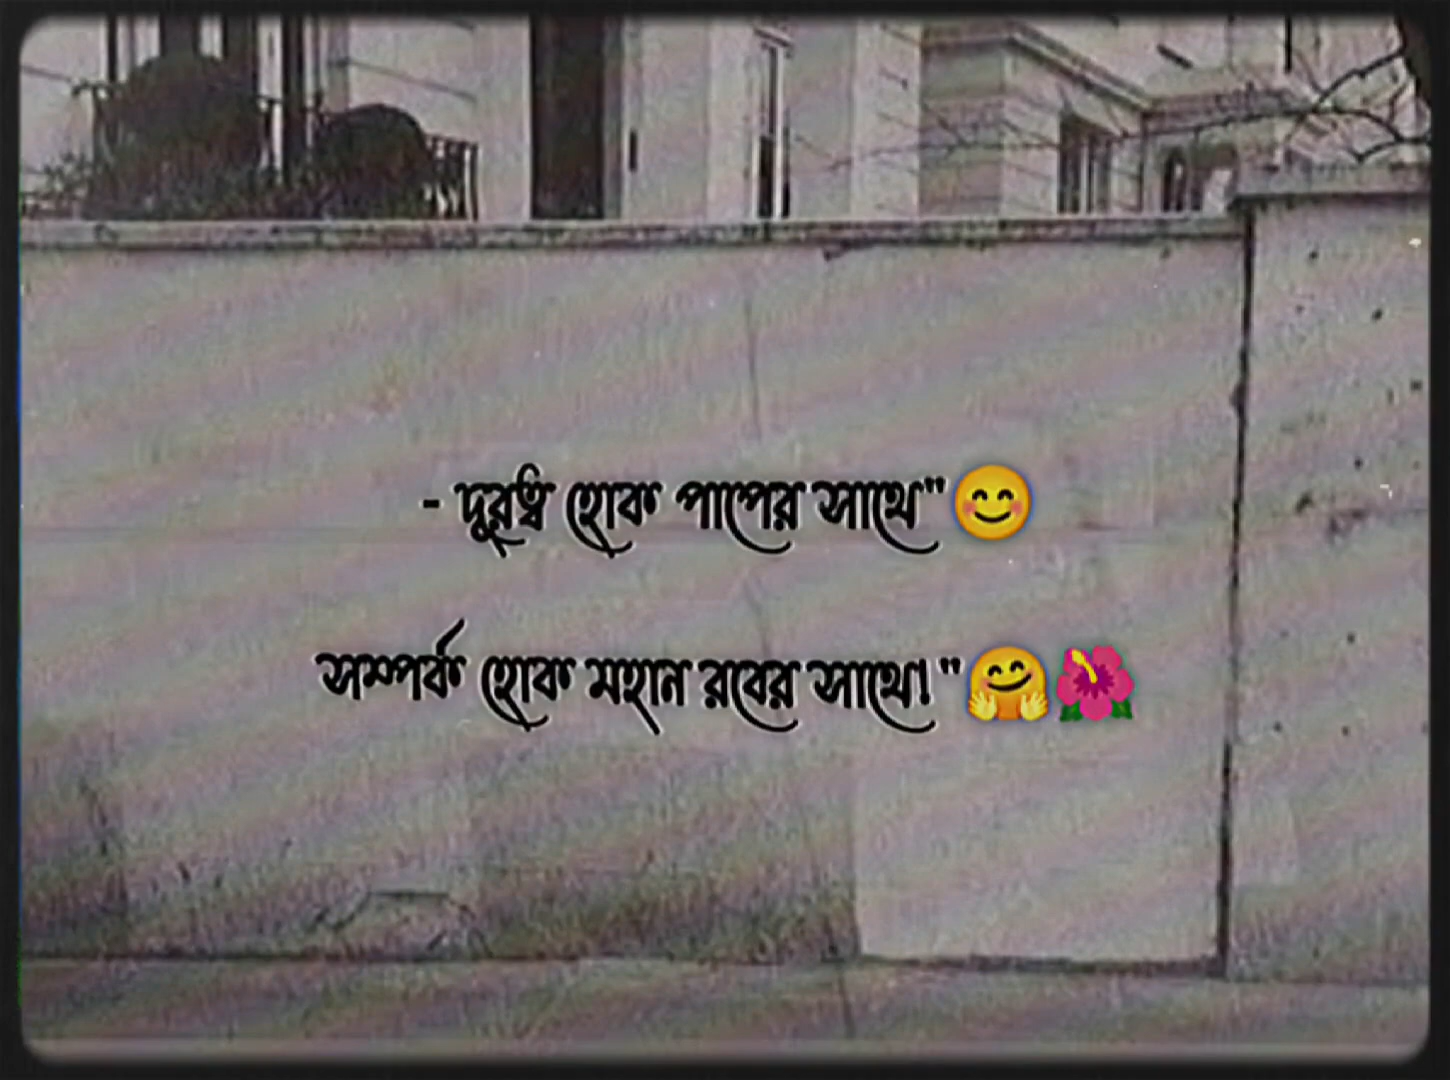 - দুরত্ব হোক পাপের সাথে"😊
সম্পর্ক হোক মহান রবের সাথে!"🤗🌺